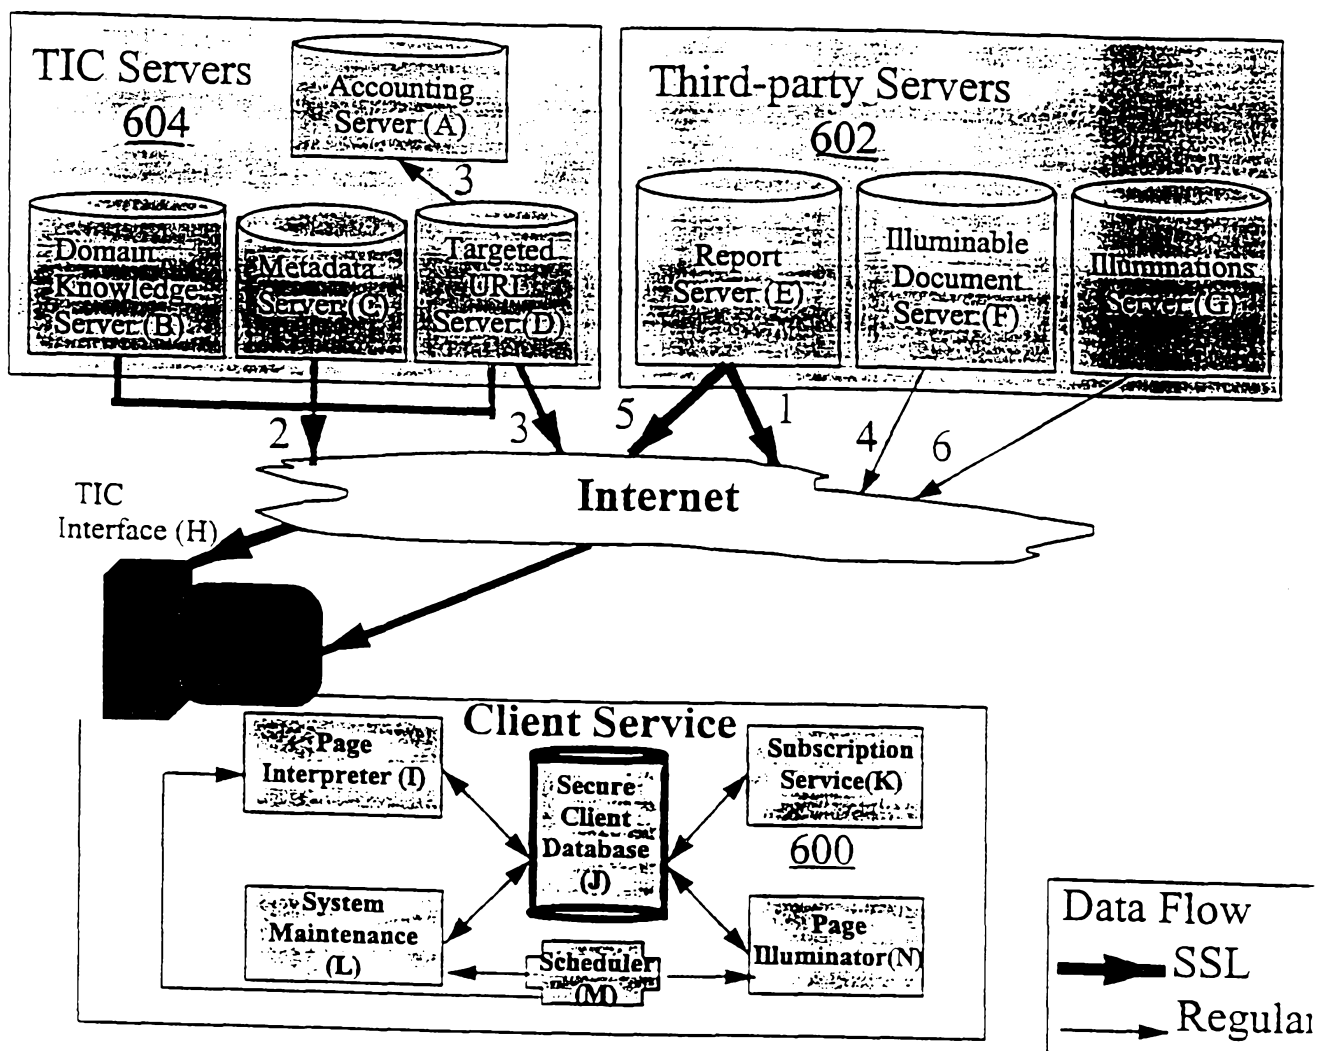 TIC Servers
604
Accounting
Server (A)
3
Domain
Knowledge
Server (B)
Metadata
Server (C)
Targeted
URL
Server (D)
Third-party Servers
602
Report
Server (E)
Illuminable
Document
Server (F)
Illuminations
Server (G)
2
3
5
1
4
6
Internet
TIC
Interface (H)
Client Service
Page
Interpreter (I)
Secure
Client
Database
(J)
Subscription
Service(K)
600
System
Maintenance
(L)
Scheduler
(M)
Page
Illuminator (N)
Data Flow
SSL
Regular